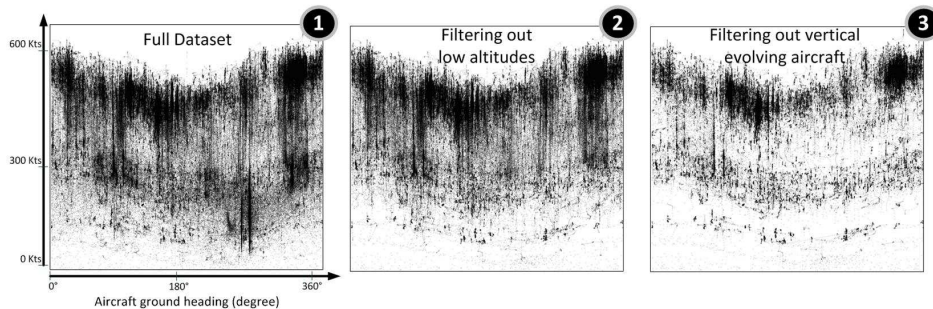 1
Full Dataset
600 Kts
300 Kts
0 Kts
0°
180°
360°
Aircraft ground heading (degree)
2
Filtering out
low altitudes
3
Filtering out vertical
evolving aircraft